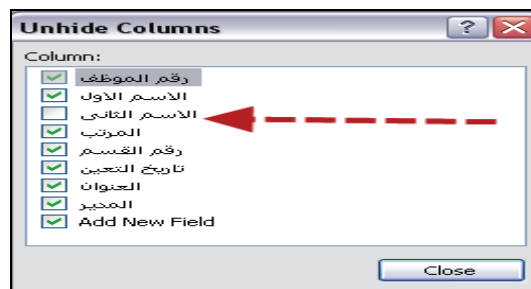 Unhide Columns
Column:
رقم الموظف
الاسم الاول
الاسم الثانى
المرتب
رقم القسم
تاريخ التعين
العنوان
المدير
Add New Field
Close